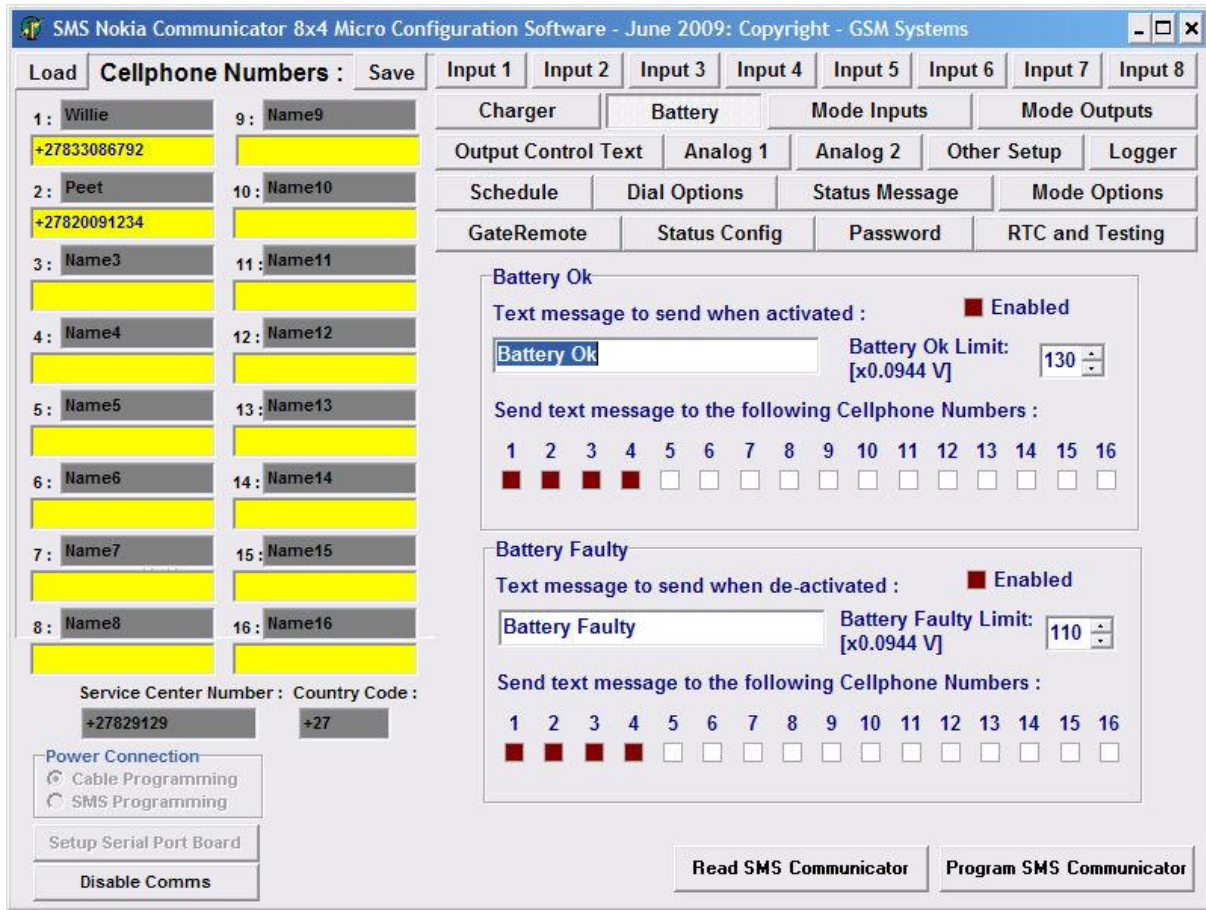 SMS Nokia Communicator 8x4 Micro Configuration Software - June 2009: Copyright - GSM Systems
Load Cellphone Numbers : Save
1: Willie
+27833086792
2: Peet
+27820091234
3: Name3
4: Name4
5: Name5
6: Name6
7: Name7
8: Name8
9: Name9
10: Name10
11: Name11
12: Name12
13: Name13
14: Name14
15: Name15
16: Name16
Service Center Number : Country Code :
+27829129 +27
Power Connection
Cable Programming
SMS Programming
Setup Serial Port Board
Disable Comms
Input 1 Input 2 Input 3 Input 4 Input 5 Input 6 Input 7 Input 8
Charger Battery Mode Inputs Mode Outputs
Output Control Text Analog 1 Analog 2 Other Setup Logger
Schedule Dial Options Status Message Mode Options
GateRemote Status Config Password RTC and Testing
Battery Ok
Text message to send when activated : Enabled
Battery Ok Battery Ok Limit: 130
[x0.0944 V]
Send text message to the following Cellphone Numbers :
1 2 3 4 5 6 7 8 9 10 11 12 13 14 15 16
Battery Faulty
Text message to send when de-activated : Enabled
Battery Faulty Battery Faulty Limit: 110
[x0.0944 V]
Send text message to the following Cellphone Numbers :
1 2 3 4 5 6 7 8 9 10 11 12 13 14 15 16
Read SMS Communicator Program SMS Communicator